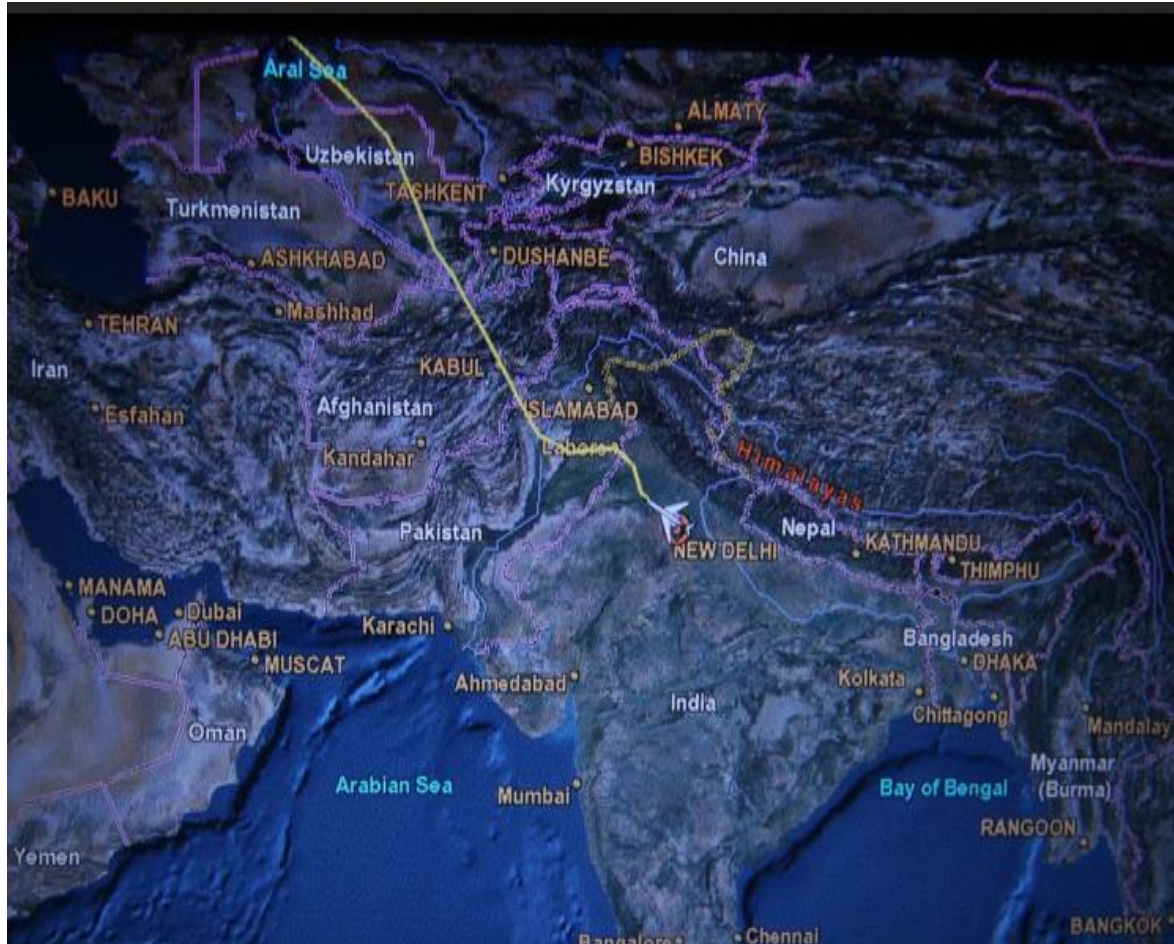 Aral Sea
ALMATY
BISHKEK
Uzbekistan
TASHKENT
Kyrgyzstan
BAKU
Turkmenistan
ASHKHABAD
DUSHANBE
China
Mashhad
TEHRAN
Iran
KABUL
Esfahan
Afghanistan
ISLAMABAD
Kandahar
Lahore
Himalayas
Pakistan
Nepal
NEW DELHI
KATHMANDU
THIMPHU
MANAMA
DOHA
Dubai
ABU DHABI
Karachi
MUSCAT
Bangladesh
DHAKA
Ahmedabad
Kolkata
India
Chittagong
Mandalay
Oman
Arabian Sea
Mumbai
Bay of Bengal
Myanmar
(Burma)
RANGOON
Yemen
Bangalore
Chennai
BANGKOK